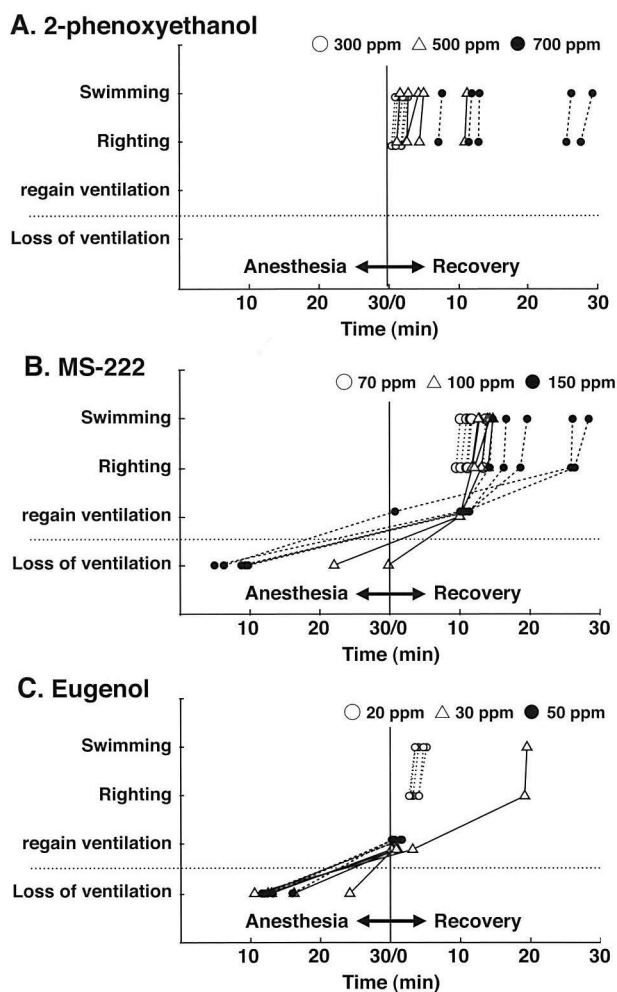 A. 2-phenoxyethanol
○ 300 ppm △ 500 ppm ● 700 ppm
Swimming
Righting
regain ventilation
Loss of ventilation
Anesthesia Recovery
10 20 30/0 10 20 30
Time (min)
B. MS-222
○ 70 ppm △ 100 ppm ● 150 ppm
Swimming
Righting
regain ventilation
Loss of ventilation
Anesthesia Recovery
10 20 30/0 10 20 30
Time (min)
C. Eugenol
○ 20 ppm △ 30 ppm ● 50 ppm
Swimming
Righting
regain ventilation
Loss of ventilation
Anesthesia Recovery
10 20 30/0 10 20 30
Time (min)